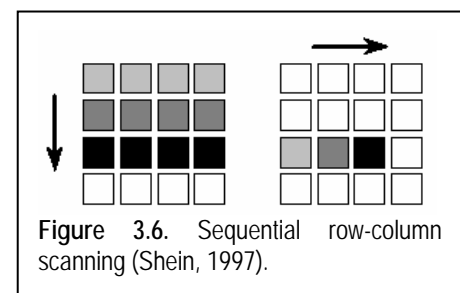 Figure 3.6. Sequential row-column
scanning (Shein, 1997).